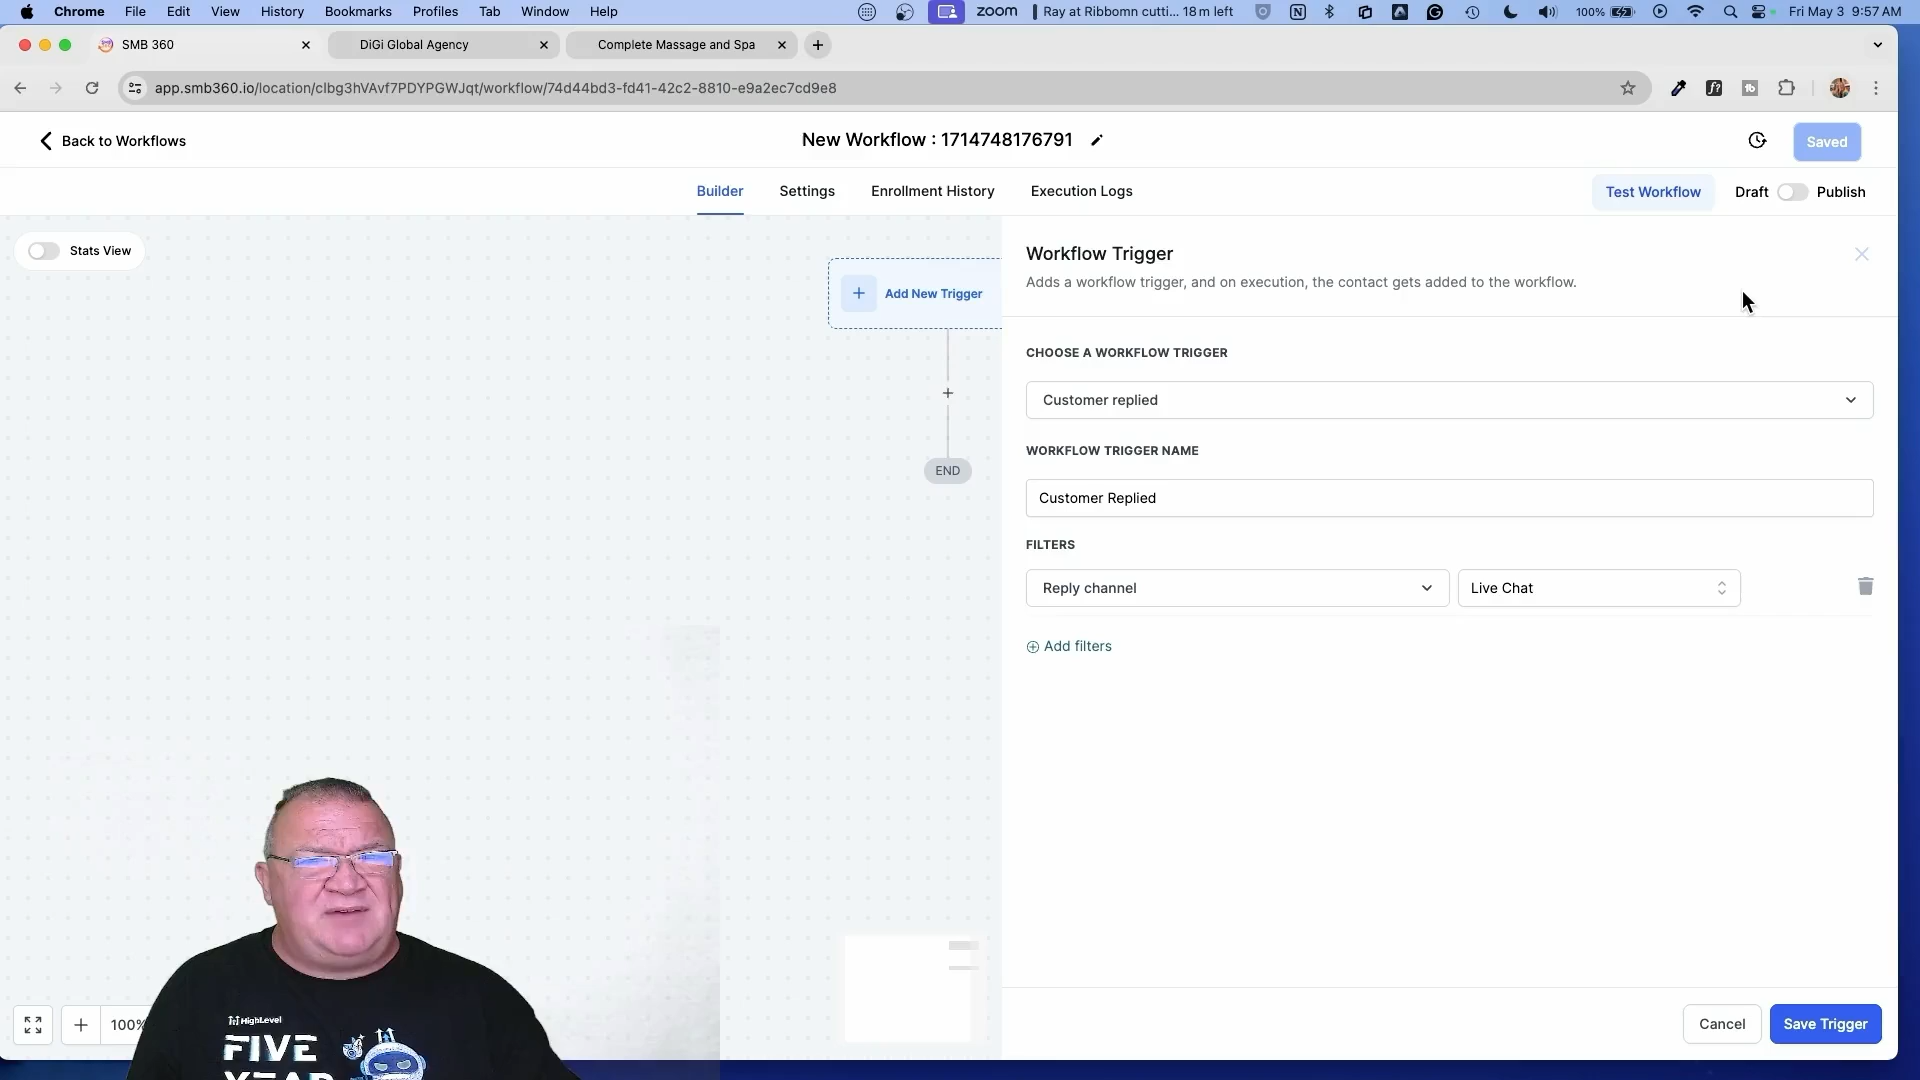 Chrome File Edit View History Bookmarks Profiles Tab Window Help
zoom Ray at Ribbomn cutti... 18 m left 100% Fri May 3 9:57 AM
SMB 360
DiGi Global Agency
Complete Massage and Spa
app.smb360.io/location/clbg3hVAvf7PDYPGWJqt/workflow/74d44bd3-fd41-42c2-8810-e9a2ec7cd9e8
Back to Workflows
New Workflow : 1714748176791
Saved
Builder Settings Enrollment History Execution Logs
Test Workflow
Draft Publish
Stats View
Add New Trigger
END
Workflow Trigger
Adds a workflow trigger, and on execution, the contact gets added to the workflow.
CHOOSE A WORKFLOW TRIGGER
Customer replied
WORKFLOW TRIGGER NAME
Customer Replied
FILTERS
Reply channel
Live Chat
Add filters
100%
Cancel
Save Trigger
HighLevel
FIVE
YEAR